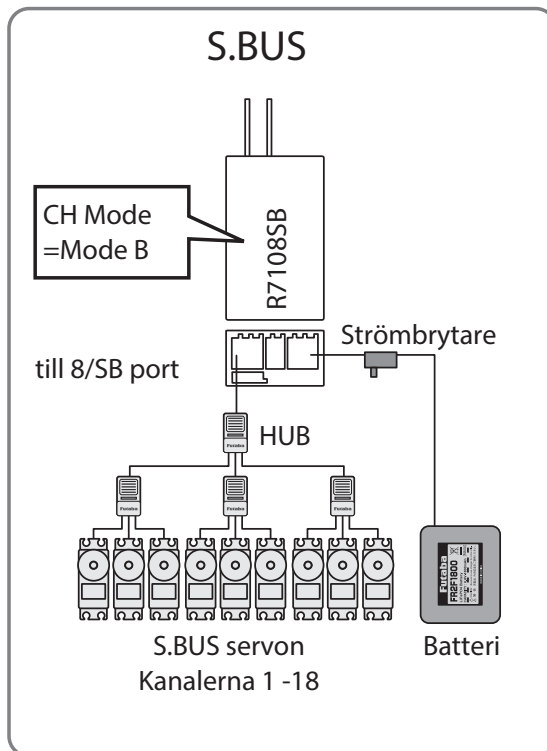 S.BUS
CH Mode
=Mode B
R7108SB
Strömbrytare
till 8/SB port
HUB
Futaba
Futaba
Futaba
Futaba
Futaba
FR2F1800
S.BUS servon
Kanalerna 1 -18
Batteri